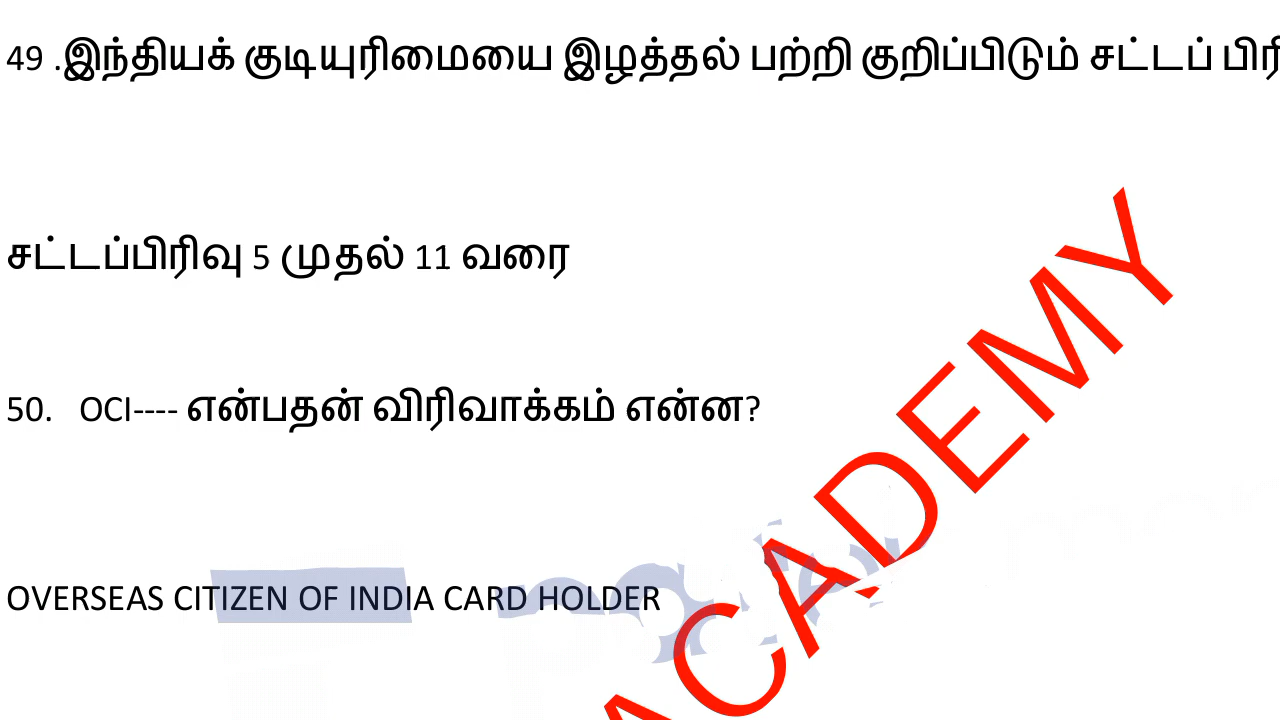 49 .இந்தியக் குடியுரிமையை இழத்தல் பற்றி குறிப்பிடும் சட்டப்
சட்டப்பிரிவு 5 முதல் 11 வரை
50. OCI---- என்பதன் விரிவாக்கம் என்ன?
OVERSEAS CITIZEN OF INDIA CARD HOLDER
ACADEMY